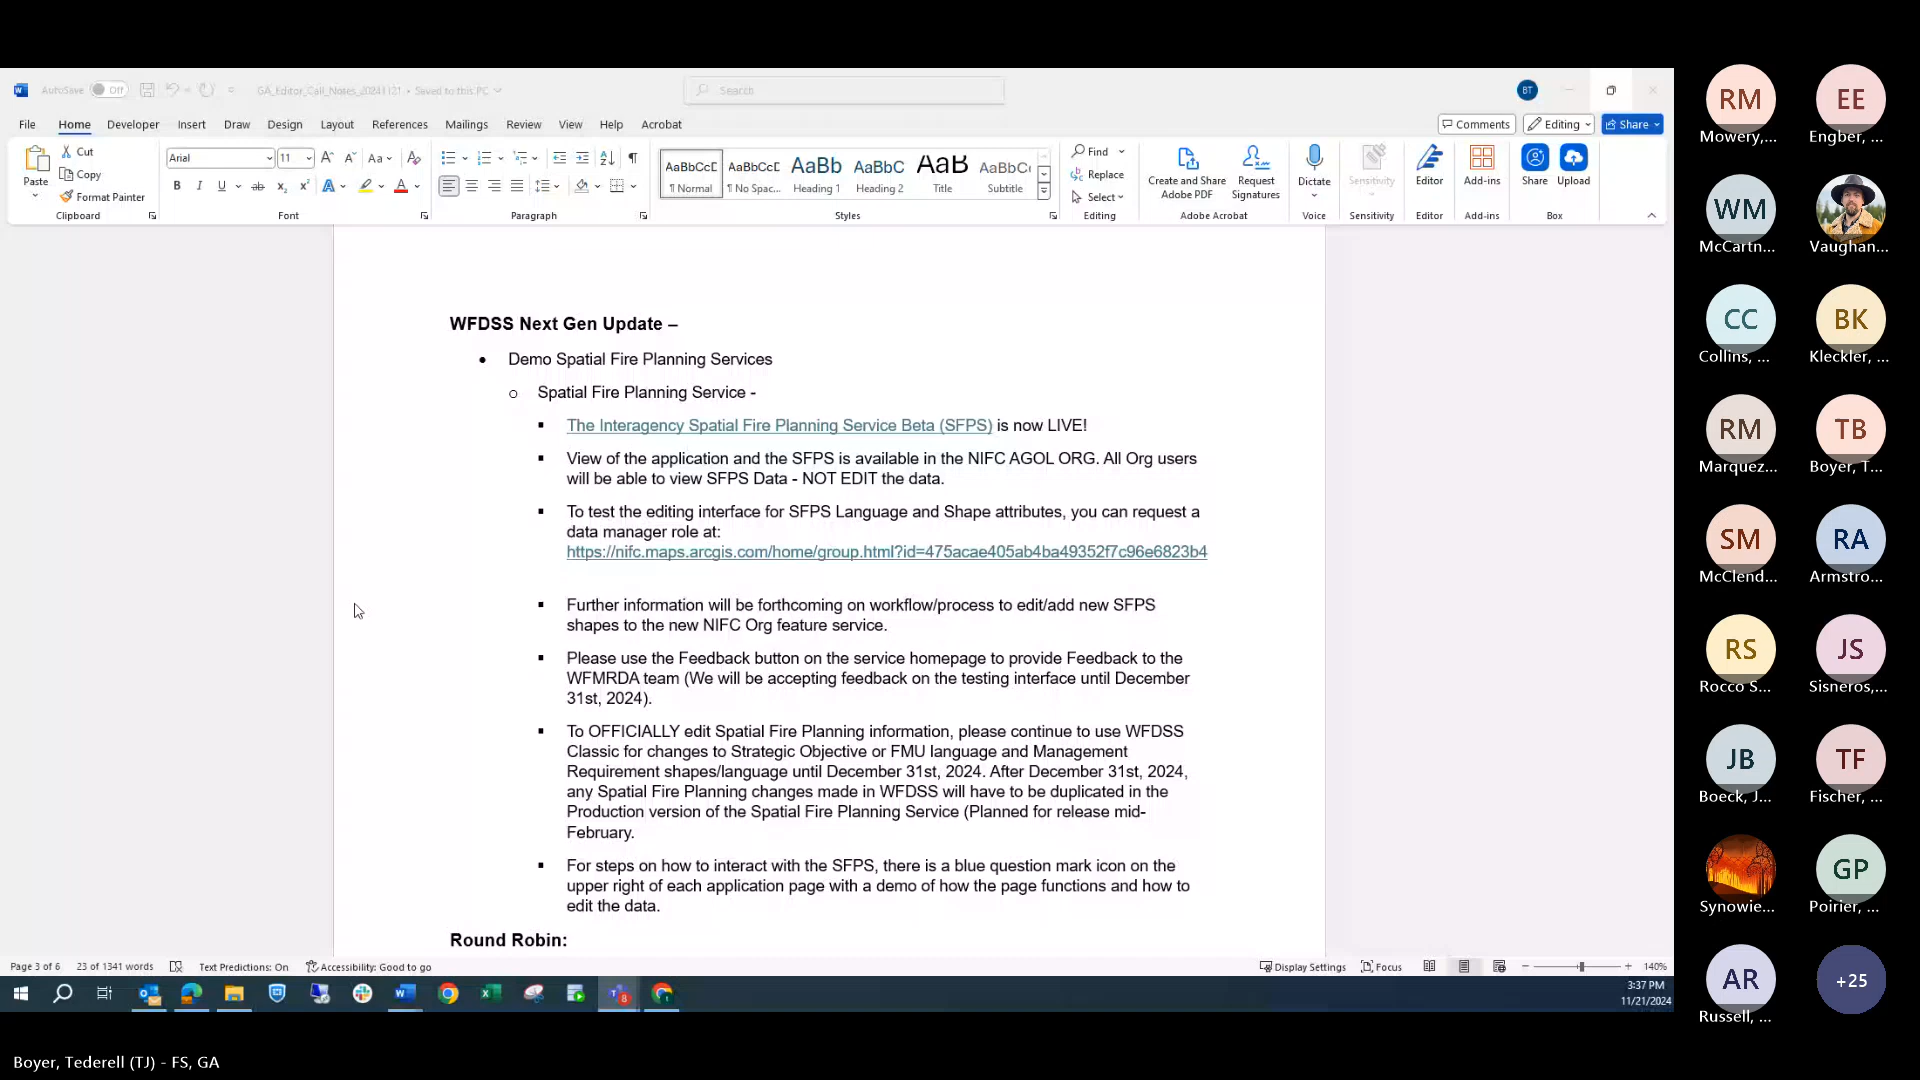 AutoSave Off GA_Editor_Call_Notes_20241121 • Saved to this PC Search BT
File Home Developer Insert Draw Design Layout References Mailings Review View Help Acrobat Comments Editing Share
Paste Cut Copy Format Painter Clipboard
Arial 11 Font
Paragraph
AaBbCcD ¶ Normal AaBbCcD ¶ No Spac... AaBb Heading 1 AaBbC Heading 2 AaB Title AaBbCc Subtitle Styles
Find Replace Select Editing
Create and Share Adobe PDF Request Signatures Adobe Acrobat
Dictate Voice Sensitivity Sensitivity Editor Editor Add-ins Add-ins Share Upload Box
WFDSS Next Gen Update –
• Demo Spatial Fire Planning Services
o Spatial Fire Planning Service -
▪ The Interagency Spatial Fire Planning Service Beta (SFPS) is now LIVE!
▪ View of the application and the SFPS is available in the NIFC AGOL ORG. All Org users
will be able to view SFPS Data - NOT EDIT the data.
▪ To test the editing interface for SFPS Language and Shape attributes, you can request a
data manager role at:
https://nifc.maps.arcgis.com/home/group.html?id=475acae405ab4ba49352f7c96e6823b4
▪ Further information will be forthcoming on workflow/process to edit/add new SFPS
shapes to the new NIFC Org feature service.
▪ Please use the Feedback button on the service homepage to provide Feedback to the
WFMRDA team (We will be accepting feedback on the testing interface until December
31st, 2024).
▪ To OFFICIALLY edit Spatial Fire Planning information, please continue to use WFDSS
Classic for changes to Strategic Objective or FMU language and Management
Requirement shapes/language until December 31st, 2024. After December 31st, 2024,
any Spatial Fire Planning changes made in WFDSS will have to be duplicated in the
Production version of the Spatial Fire Planning Service (Planned for release mid-
February.
▪ For steps on how to interact with the SFPS, there is a blue question mark icon on the
upper right of each application page with a demo of how the page functions and how to
edit the data.
Round Robin:
Page 3 of 6 23 of 1341 words Text Predictions: On Accessibility: Good to go Display Settings Focus 140%
3:37 PM
11/21/2024
RM EE
Mowery,... Engber, ...
WM
McCartn... Vaughan...
CC BK
Collins, ... Kleckler, ...
RM TB
Marquez... Boyer, T...
SM RA
McClend... Armstro...
RS JS
Rocco S... Sisneros,...
JB TF
Boeck, J... Fischer, ...
GP
Synowie... Poirier, ...
AR +25
Russell, ...
Boyer, Tederell (TJ) - FS, GA